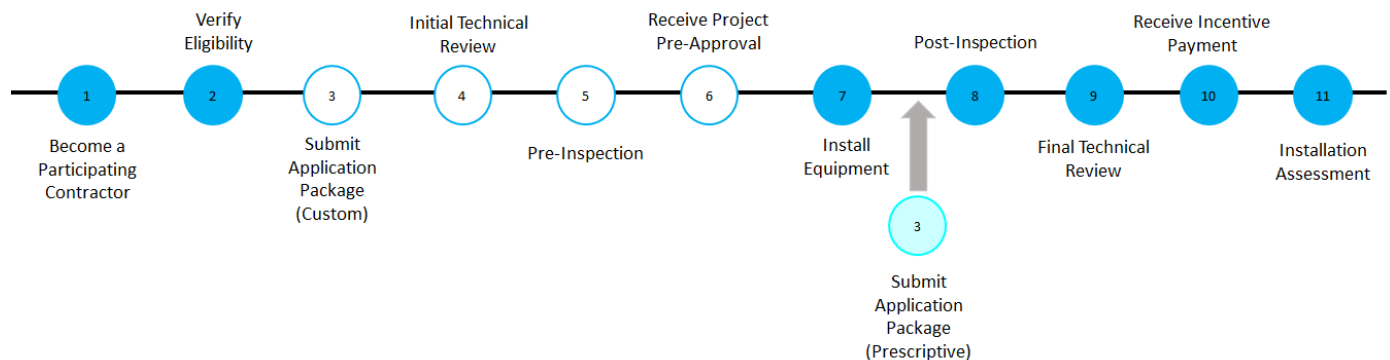 1
Become a
Participating
Contractor
Verify
Eligibility
2
3
Submit
Application
Package
(Custom)
Initial Technical
Review
4
5
Pre-Inspection
Receive Project
Pre-Approval
6
7
Install
Equipment
3
Submit
Application
Package
(Prescriptive)
Post-Inspection
8
9
Final Technical
Review
Receive Incentive
Payment
10
11
Installation
Assessment